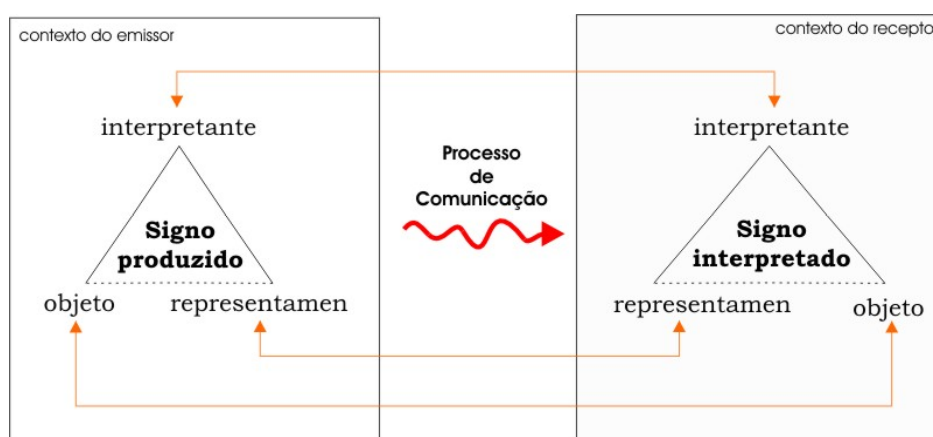 contexto do emissor
contexto do recepto
interpretante
interpretante
Processo
de
Comunicação
Signo
produzido
Signo
interpretado
objeto
representamen
representamen
objeto